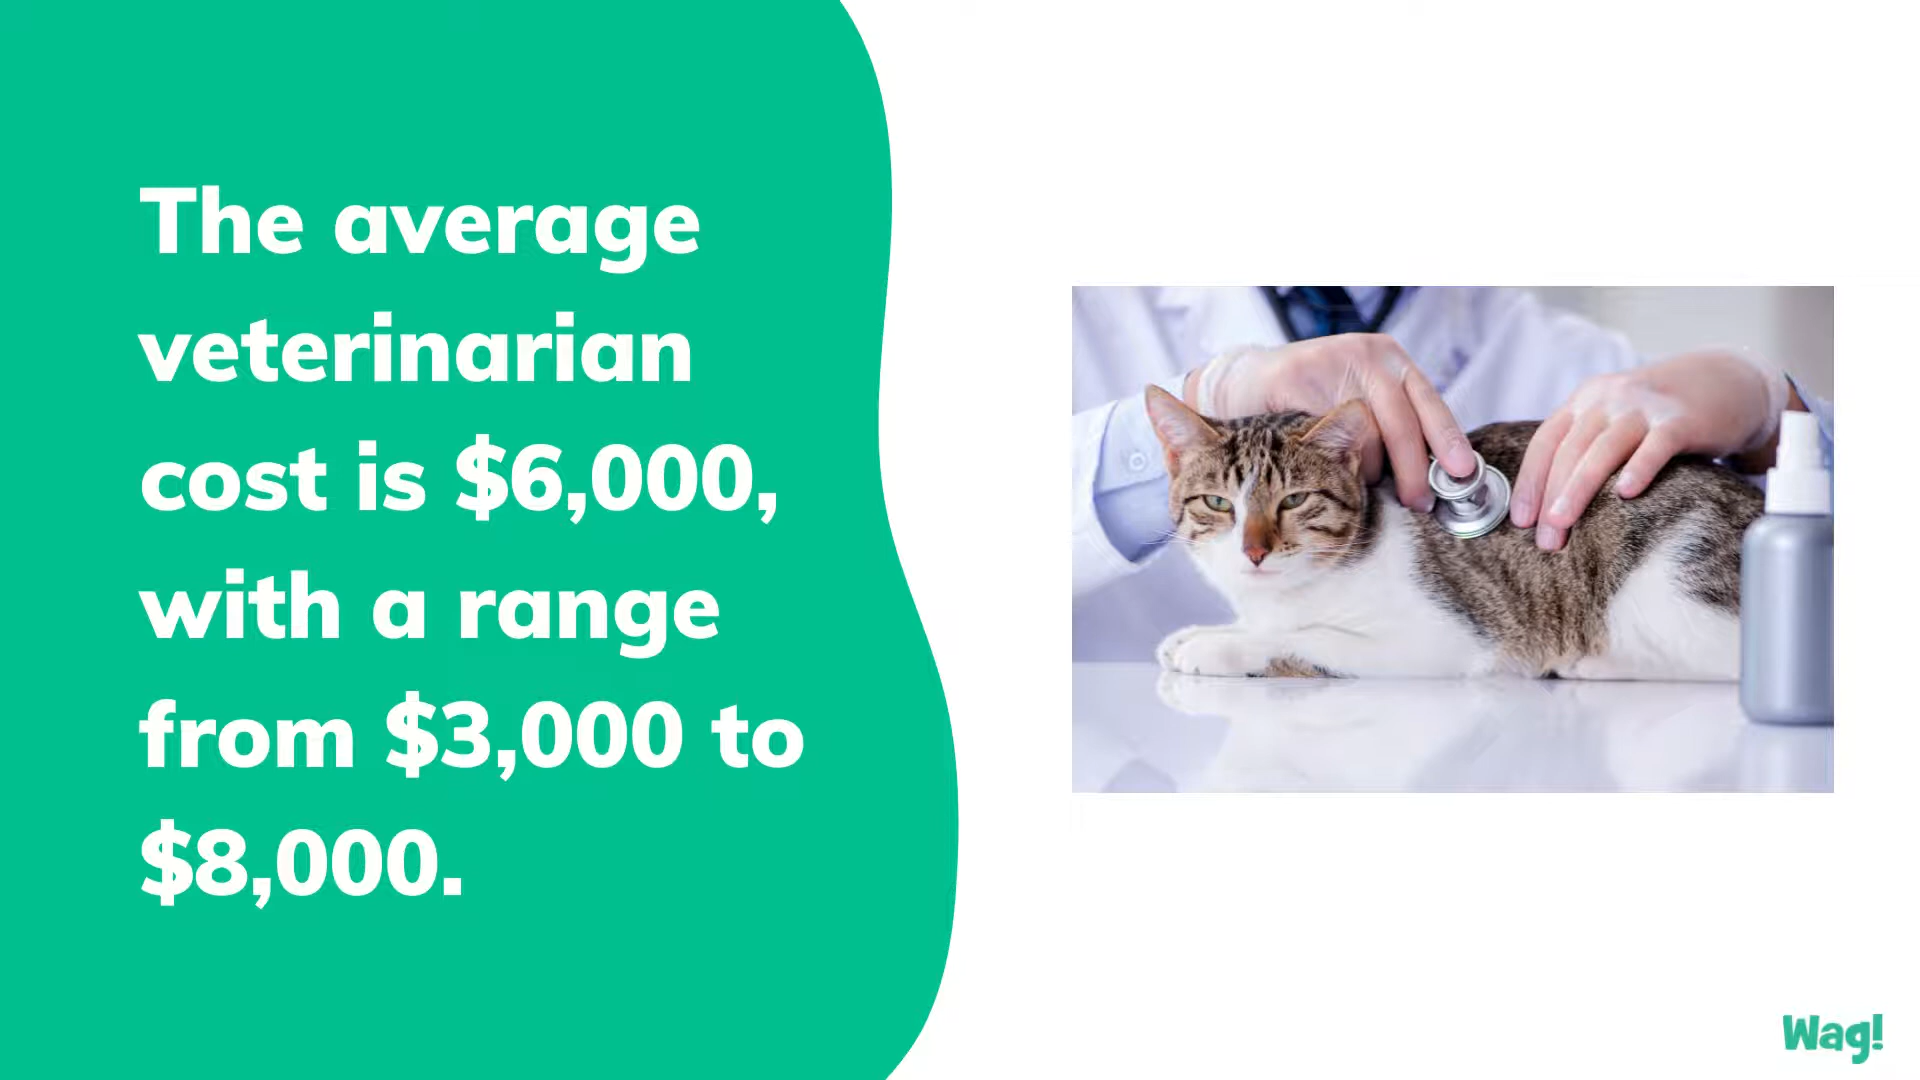 The average
veterinarian
cost is $6,000,
with a range
from $3,000 to
$8,000.
Wag!